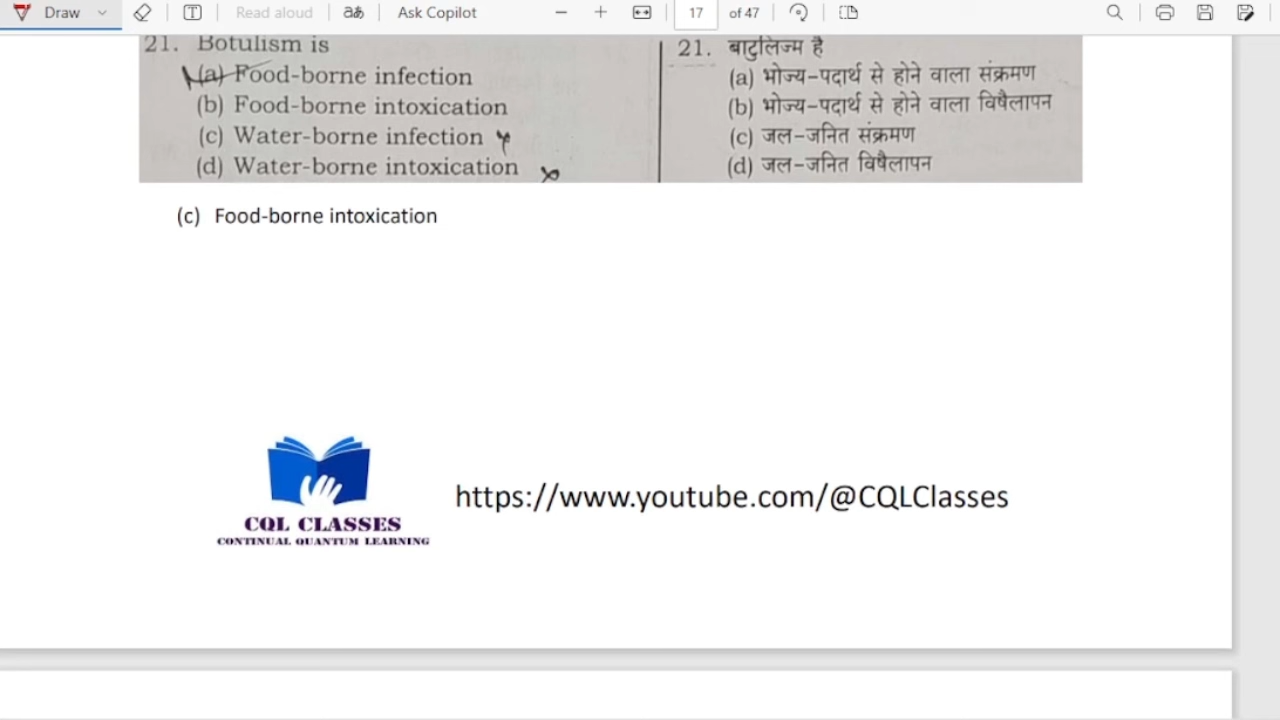 Draw
Read aloud
aあ
Ask Copilot
17
of 47
21. Botulism is
(a) Food-borne infection
(b) Food-borne intoxication
(c) Water-borne infection
(d) Water-borne intoxication
21. बाटुलिज्म है
(a) भोज्य-पदार्थ से होने वाला संक्रमण
(b) भोज्य-पदार्थ से होने वाला विषैलापन
(c) जल-जनित संक्रमण
(d) जल-जनित विषैलापन
(c) Food-borne intoxication
CQL CLASSES
CONTINUAL QUANTUM LEARNING
https://www.youtube.com/@CQLClasses